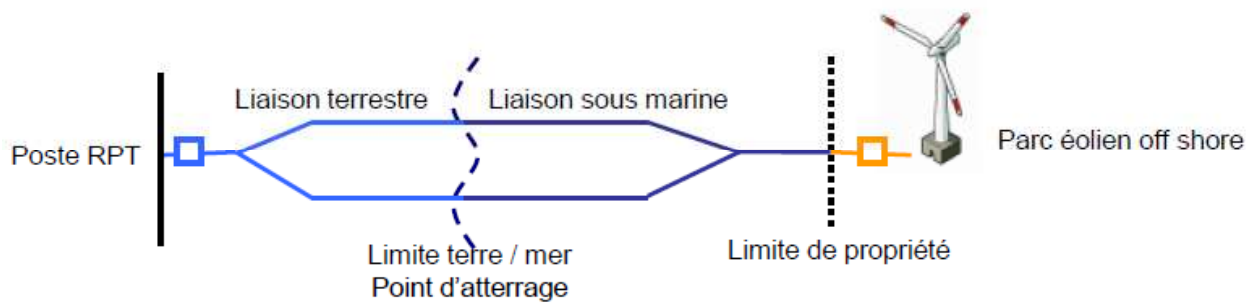 Liaison terrestre
Liaison sous marine
Poste RPT
Parc éolien off shore
Limite terre / mer
Point d'atterrage
Limite de propriété